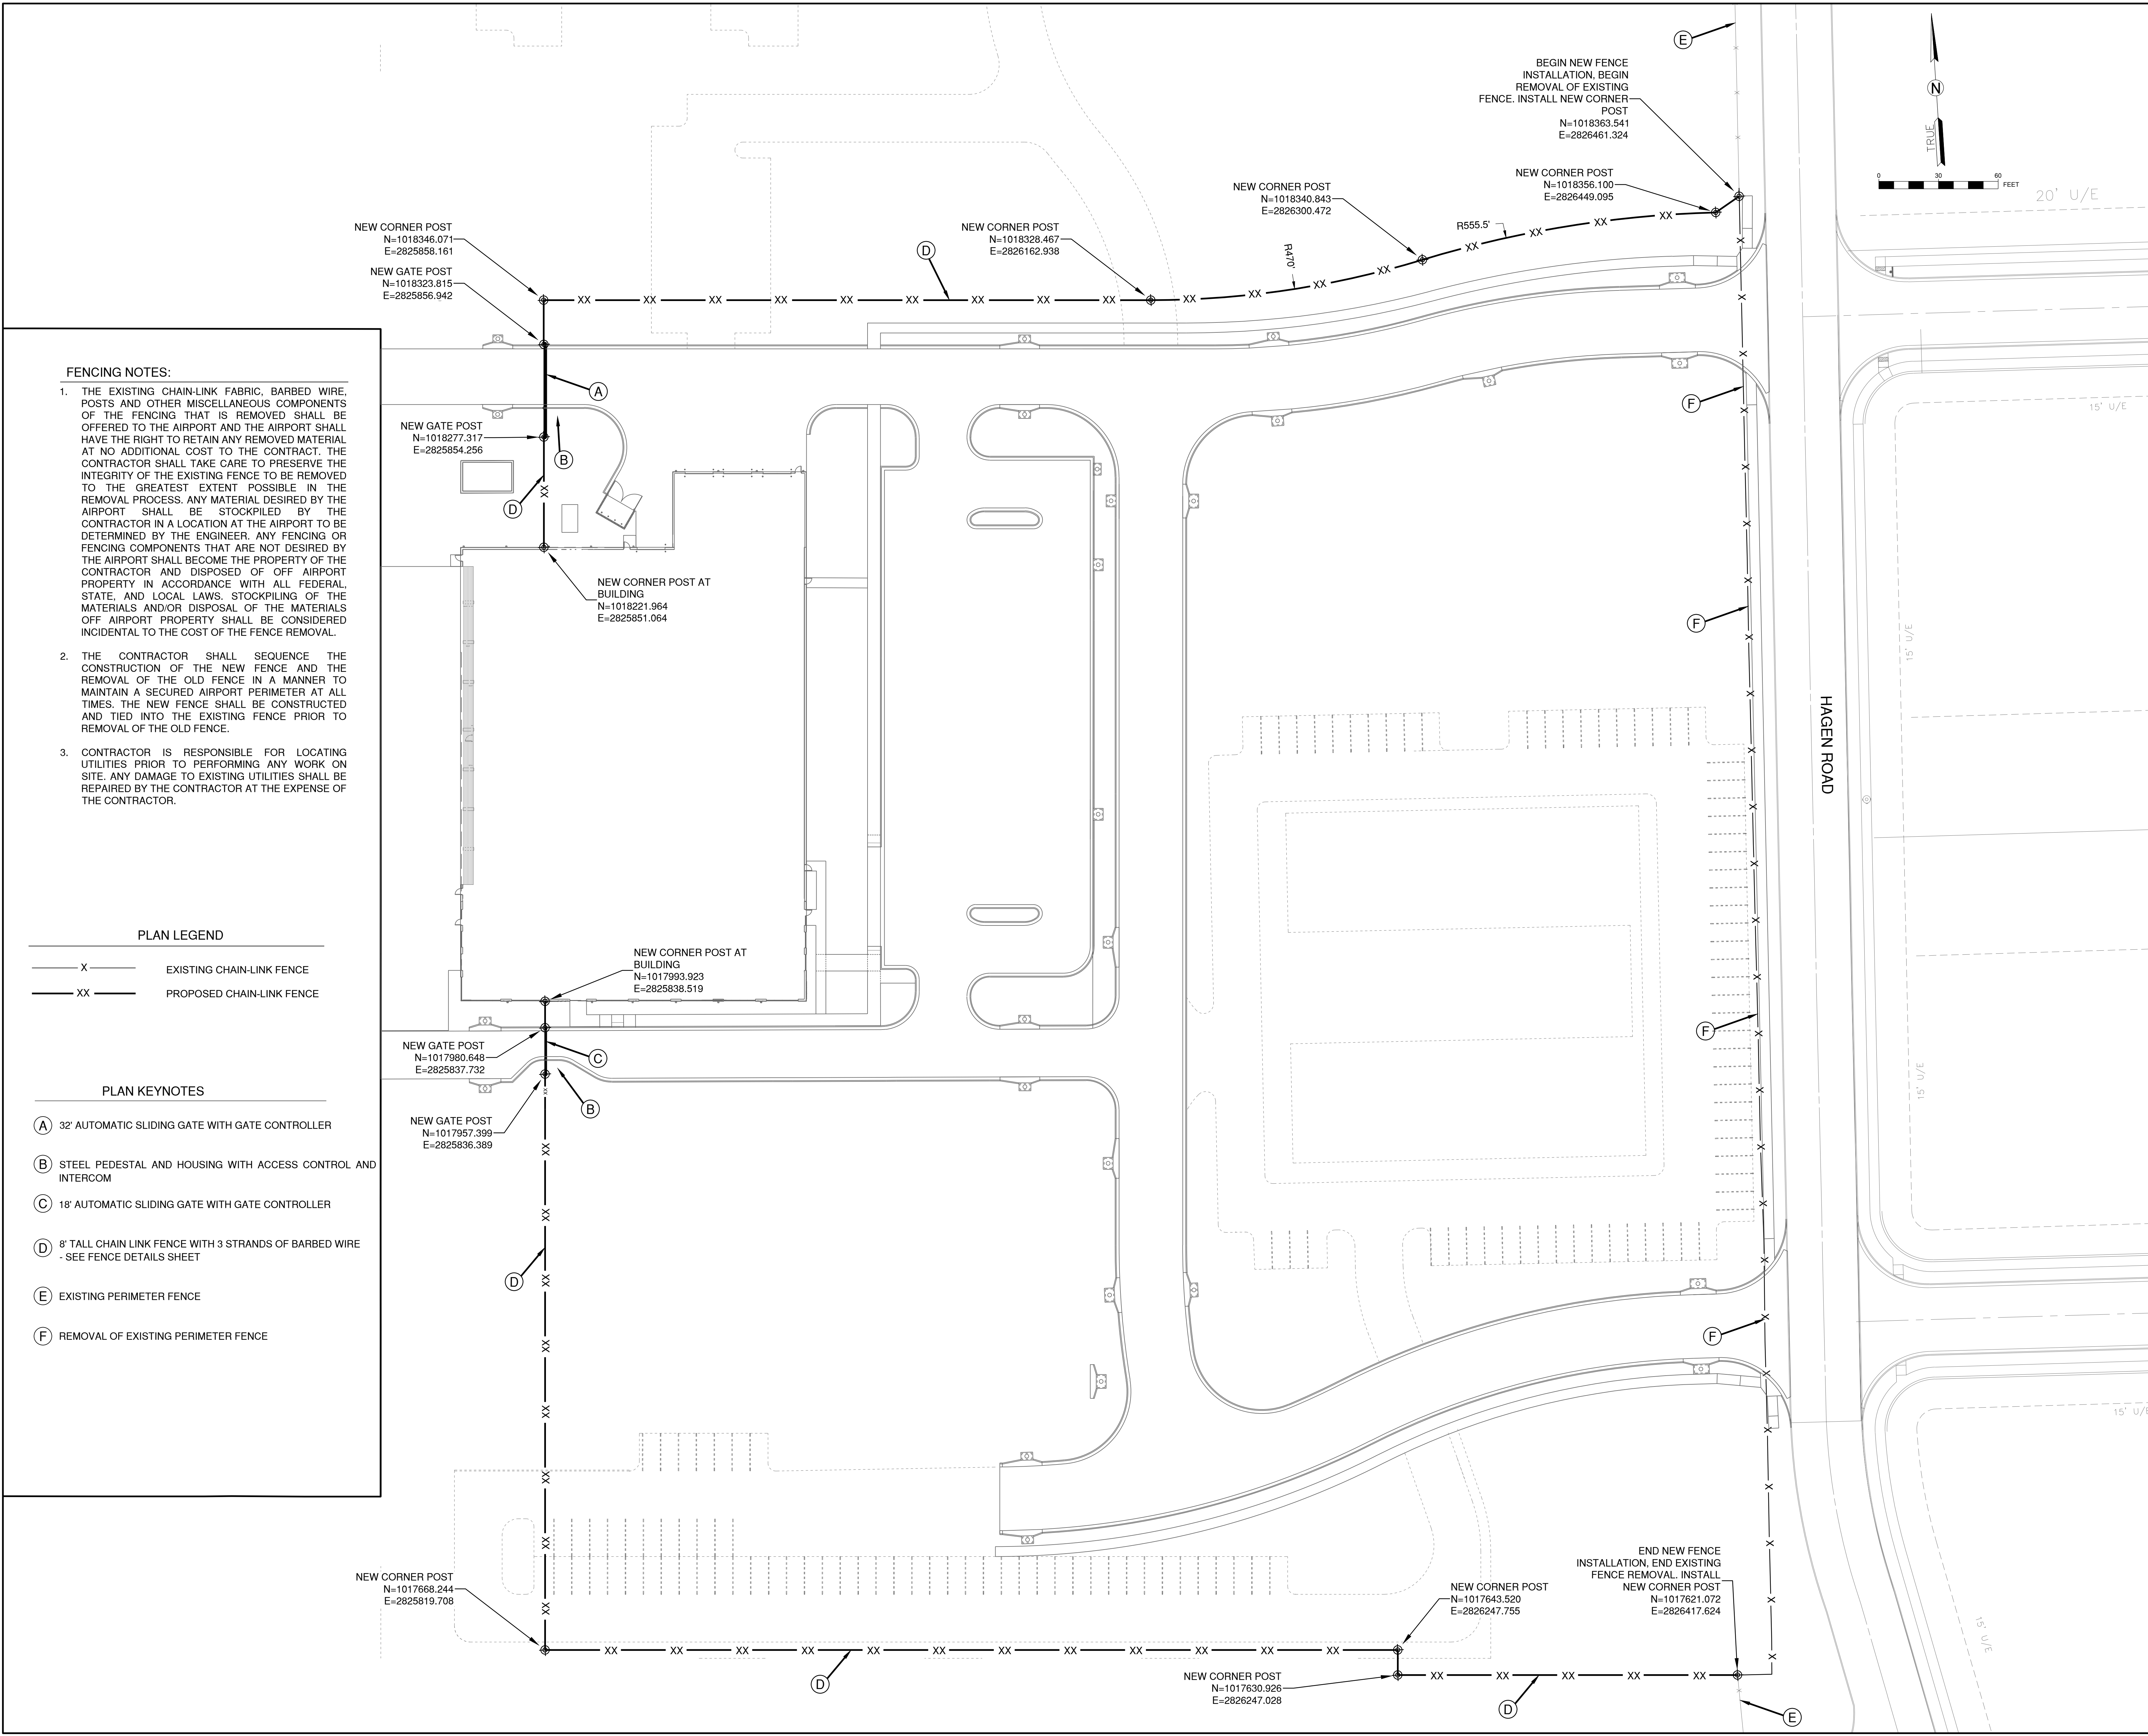 E
BEGIN NEW FENCE
INSTALLATION, BEGIN
REMOVAL OF EXISTING
FENCE. INSTALL NEW CORNER
POST
N=1018363.541
E=2826461.324
N
TRUE
0 30 60
FEET
20' U/E
NEW CORNER POST
N=1018356.100
E=2826449.095
NEW CORNER POST
N=1018340.843
E=2826300.472
R555.5'
R470'
NEW CORNER POST
N=1018328.467
E=2826162.938
D
NEW CORNER POST
N=1018346.071
E=2825858.161
NEW GATE POST
N=1018323.815
E=2825856.942
A
NEW GATE POST
N=1018277.317
E=2825854.256
B
D
F
15' U/E
FENCING NOTES:
1. THE EXISTING CHAIN-LINK FABRIC, BARBED WIRE,
POSTS AND OTHER MISCELLANEOUS COMPONENTS
OF THE FENCING THAT IS REMOVED SHALL BE
OFFERED TO THE AIRPORT AND THE AIRPORT SHALL
HAVE THE RIGHT TO RETAIN ANY REMOVED MATERIAL
AT NO ADDITIONAL COST TO THE CONTRACT. THE
CONTRACTOR SHALL TAKE CARE TO PRESERVE THE
INTEGRITY OF THE EXISTING FENCE TO BE REMOVED
TO THE GREATEST EXTENT POSSIBLE IN THE
REMOVAL PROCESS. ANY MATERIAL DESIRED BY THE
AIRPORT SHALL BE STOCKPILED BY THE
CONTRACTOR IN A LOCATION AT THE AIRPORT TO BE
DETERMINED BY THE ENGINEER. ANY FENCING OR
FENCING COMPONENTS THAT ARE NOT DESIRED BY
THE AIRPORT SHALL BECOME THE PROPERTY OF THE
CONTRACTOR AND DISPOSED OF OFF AIRPORT
PROPERTY IN ACCORDANCE WITH ALL FEDERAL,
STATE, AND LOCAL LAWS. STOCKPILING OF THE
MATERIALS AND/OR DISPOSAL OF THE MATERIALS
OFF AIRPORT PROPERTY SHALL BE CONSIDERED
INCIDENTAL TO THE COST OF THE FENCE REMOVAL.
2. THE CONTRACTOR SHALL SEQUENCE THE
CONSTRUCTION OF THE NEW FENCE AND THE
REMOVAL OF THE OLD FENCE IN A MANNER TO
MAINTAIN A SECURED AIRPORT PERIMETER AT ALL
TIMES. THE NEW FENCE SHALL BE CONSTRUCTED
AND TIED INTO THE EXISTING FENCE PRIOR TO
REMOVAL OF THE OLD FENCE.
3. CONTRACTOR IS RESPONSIBLE FOR LOCATING
UTILITIES PRIOR TO PERFORMING ANY WORK ON
SITE. ANY DAMAGE TO EXISTING UTILITIES SHALL BE
REPAIRED BY THE CONTRACTOR AT THE EXPENSE OF
THE CONTRACTOR.
NEW CORNER POST AT
BUILDING
N=1018221.964
E=2825851.064
F
15' U/E
HAGEN ROAD
PLAN LEGEND
X EXISTING CHAIN-LINK FENCE
XX PROPOSED CHAIN-LINK FENCE
NEW CORNER POST AT
BUILDING
N=1017993.923
E=2825838.519
F
NEW GATE POST
N=1017980.648
E=2825837.732
C
B
NEW GATE POST
N=1017957.399
E=2825836.389
15' U/E
PLAN KEYNOTES
A 32' AUTOMATIC SLIDING GATE WITH GATE CONTROLLER
B STEEL PEDESTAL AND HOUSING WITH ACCESS CONTROL AND
INTERCOM
C 18' AUTOMATIC SLIDING GATE WITH GATE CONTROLLER
D 8' TALL CHAIN LINK FENCE WITH 3 STRANDS OF BARBED WIRE
- SEE FENCE DETAILS SHEET
E EXISTING PERIMETER FENCE
F REMOVAL OF EXISTING PERIMETER FENCE
D
F
15' U/E
NEW CORNER POST
N=1017668.244
E=2825819.708
D
NEW CORNER POST
N=1017643.520
E=2826247.755
NEW CORNER POST
N=1017630.926
E=2826247.028
END NEW FENCE
INSTALLATION, END EXISTING
FENCE REMOVAL. INSTALL
NEW CORNER POST
N=1017621.072
E=2826417.624
15' U/E
D
E